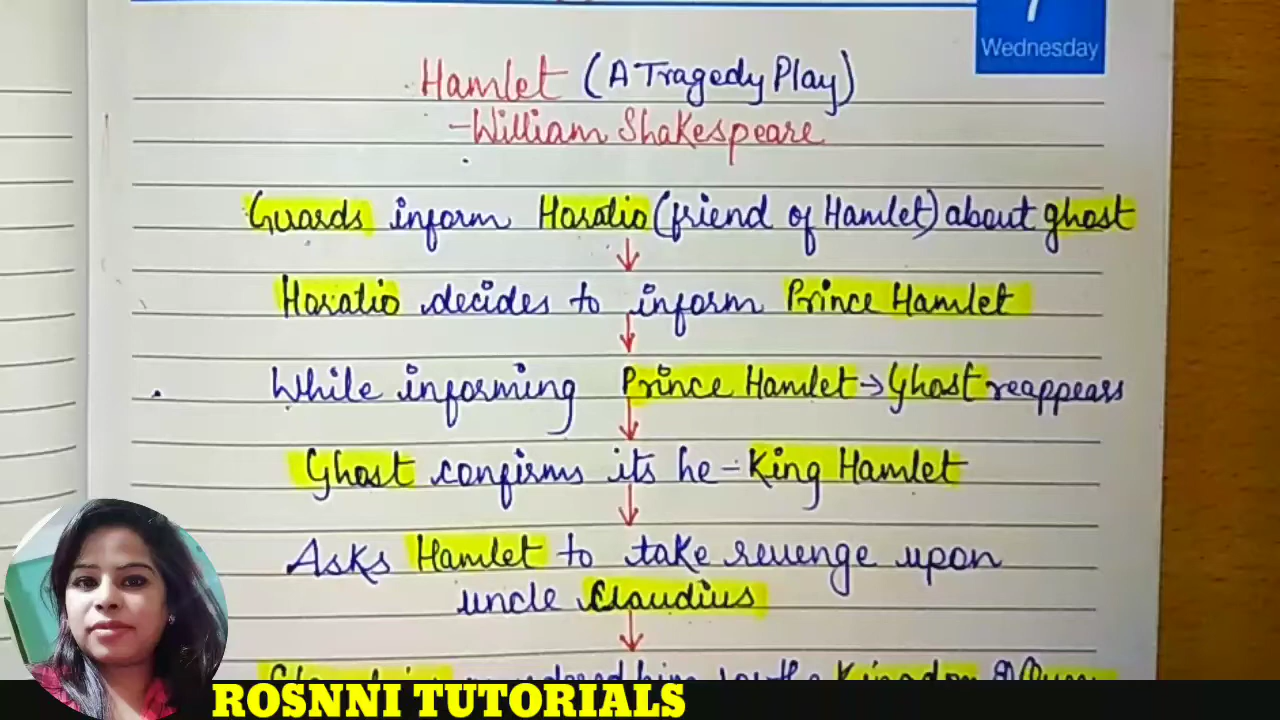 7
Wednesday
Hamlet (A Tragedy Play)
-William Shakespeare
Guards inform Horatio (friend of Hamlet) about ghost
Horatio decides to inform Prince Hamlet
While informing Prince Hamlet → Ghost reappears
Ghost confirms its he - King Hamlet
Asks Hamlet to take revenge upon
uncle Claudius
ROSNNI TUTORIALS